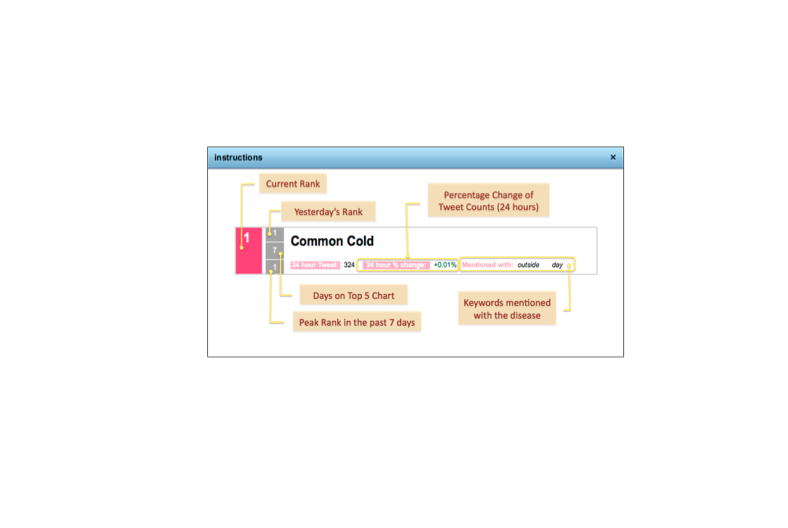 instructions
×
Current Rank
Percentage Change of
Tweet Counts (24 hours)
Yesterday's Rank
1
1
7
1
Common Cold
24 hour Tweet: 324 24 hour % change: +0.01% Mentioned with: outside day
Days on Top 5 Chart
Keywords mentioned
with the disease
Peak Rank in the past 7 days